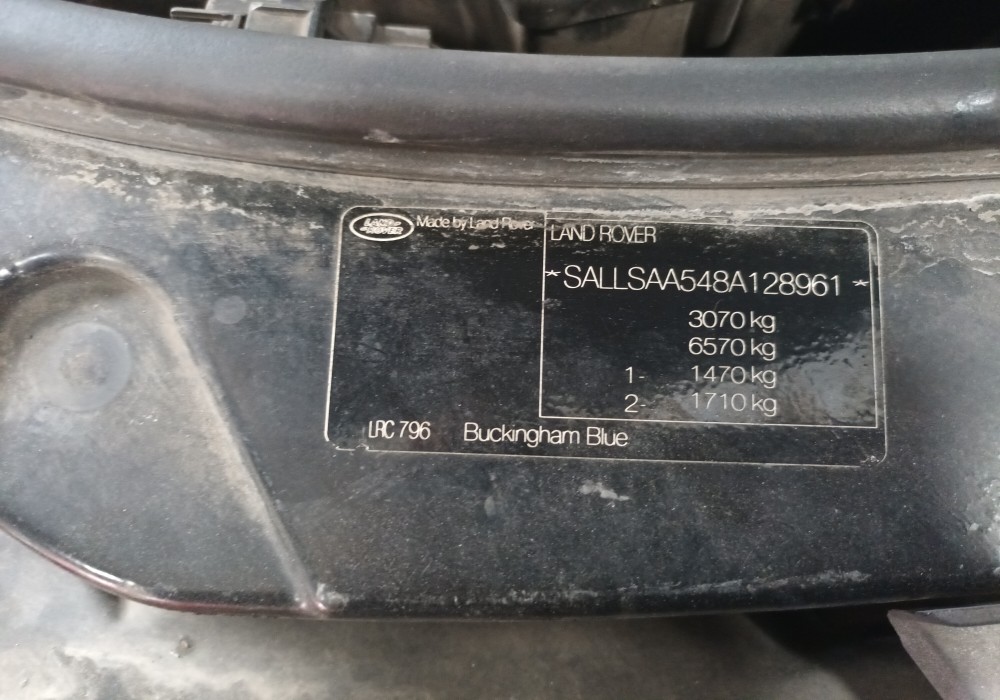 LAND ROVER Made by Land Rover
LAND ROVER
*SALLSAA548A128961*
3070 kg
6570 kg
1- 1470 kg
2- 1710 kg
LRC 796 Buckingham Blue